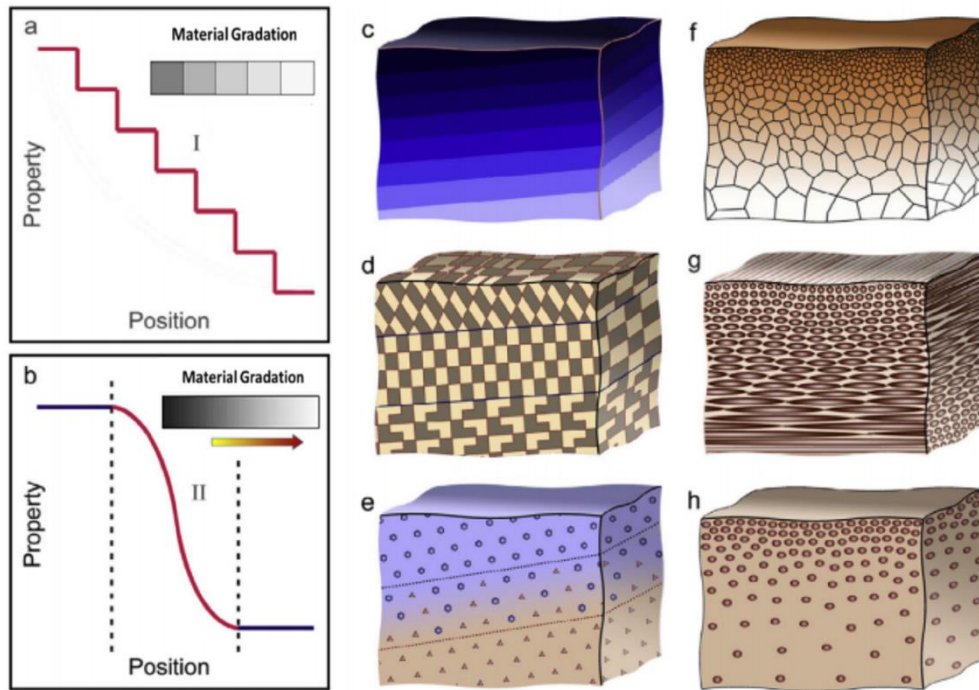 a
Material Gradation
I
Property
Position
b
Material Gradation
II
Property
Position
c
d
e
f
g
h